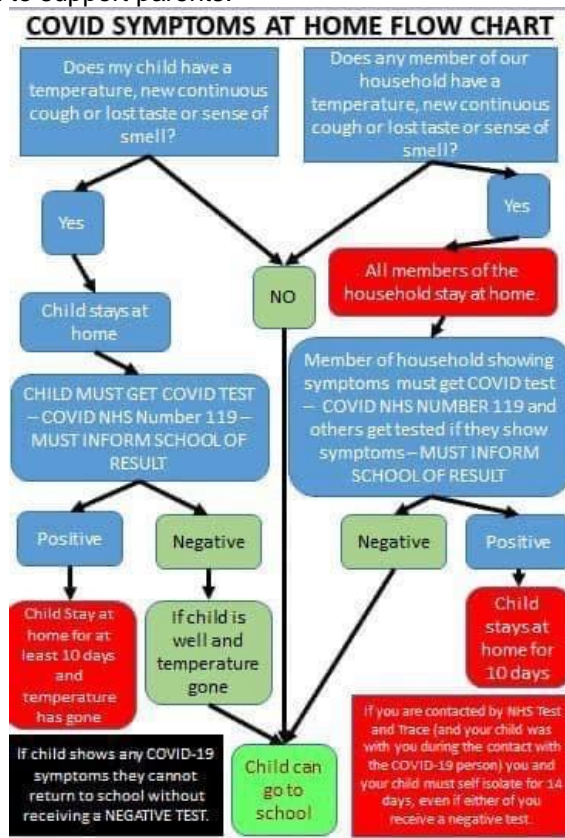 to support parents.
COVID SYMPTOMS AT HOME FLOW CHART
Does my child have a
temperature, new continuous
cough or lost taste or sense of
smell?
Does any member of our
household have a
temperature, new continuous
cough or lost taste or sense of
smell?
Yes
Yes
NO
All members of the
household stay at home.
Child stays at
home
CHILD MUST GET COVID TEST
– COVID NHS Number 119 –
MUST INFORM SCHOOL OF
RESULT
Member of household showing
symptoms must get COVID test
– COVID NHS NUMBER 119 and
others get tested if they show
symptoms – MUST INFORM
SCHOOL OF RESULT
Positive
Negative
Negative
Positive
Child Stay at
home for at
least 10 days
and
temperature
has gone
If child is
well and
temperature
gone
Child
stays at
home for
10 days
If child shows any COVID-19
symptoms they cannot
return to school without
receiving a NEGATIVE TEST.
Child can
go to
school
If you are contacted by NHS Test
and Trace (and your child was
with you during the contact with
the COVID-19 person) you and
your child must self isolate for 14
days, even if either of you
receive a negative test.